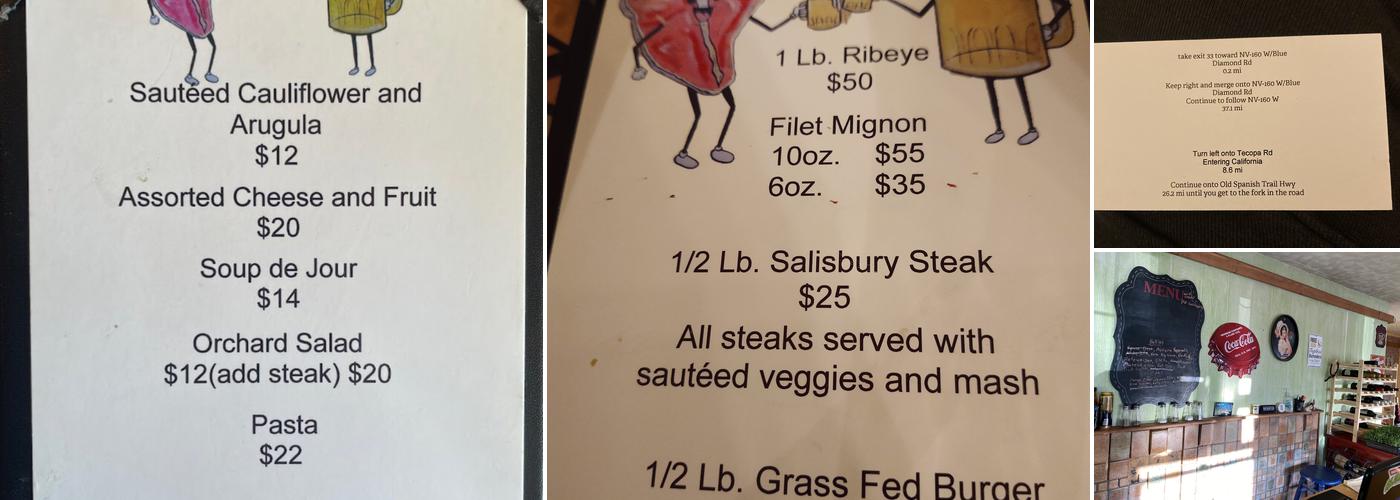 Sautéed Cauliflower and
Arugula
$12
Assorted Cheese and Fruit
$20
Soup de Jour
$14
Orchard Salad
$12(add steak) $20
Pasta
$22
1 Lb. Ribeye
$50
Filet Mignon
10oz. $55
6oz. $35
1/2 Lb. Salisbury Steak
$25
All steaks served with
sautéed veggies and mash
1/2 Lb. Grass Fed Burger
take exit 33 toward NV-160 W/Blue
Diamond Rd
0.2 mi
Keep right and merge onto NV-160 W/Blue
Diamond Rd
Continue to follow NV-160 W
37.1 mi
Turn left onto Tecopa Rd
Entering California
8.6 mi
Continue onto Old Spanish Trail Hwy
26.2 mi until you get to the fork in the road
MENU
Coca-Cola